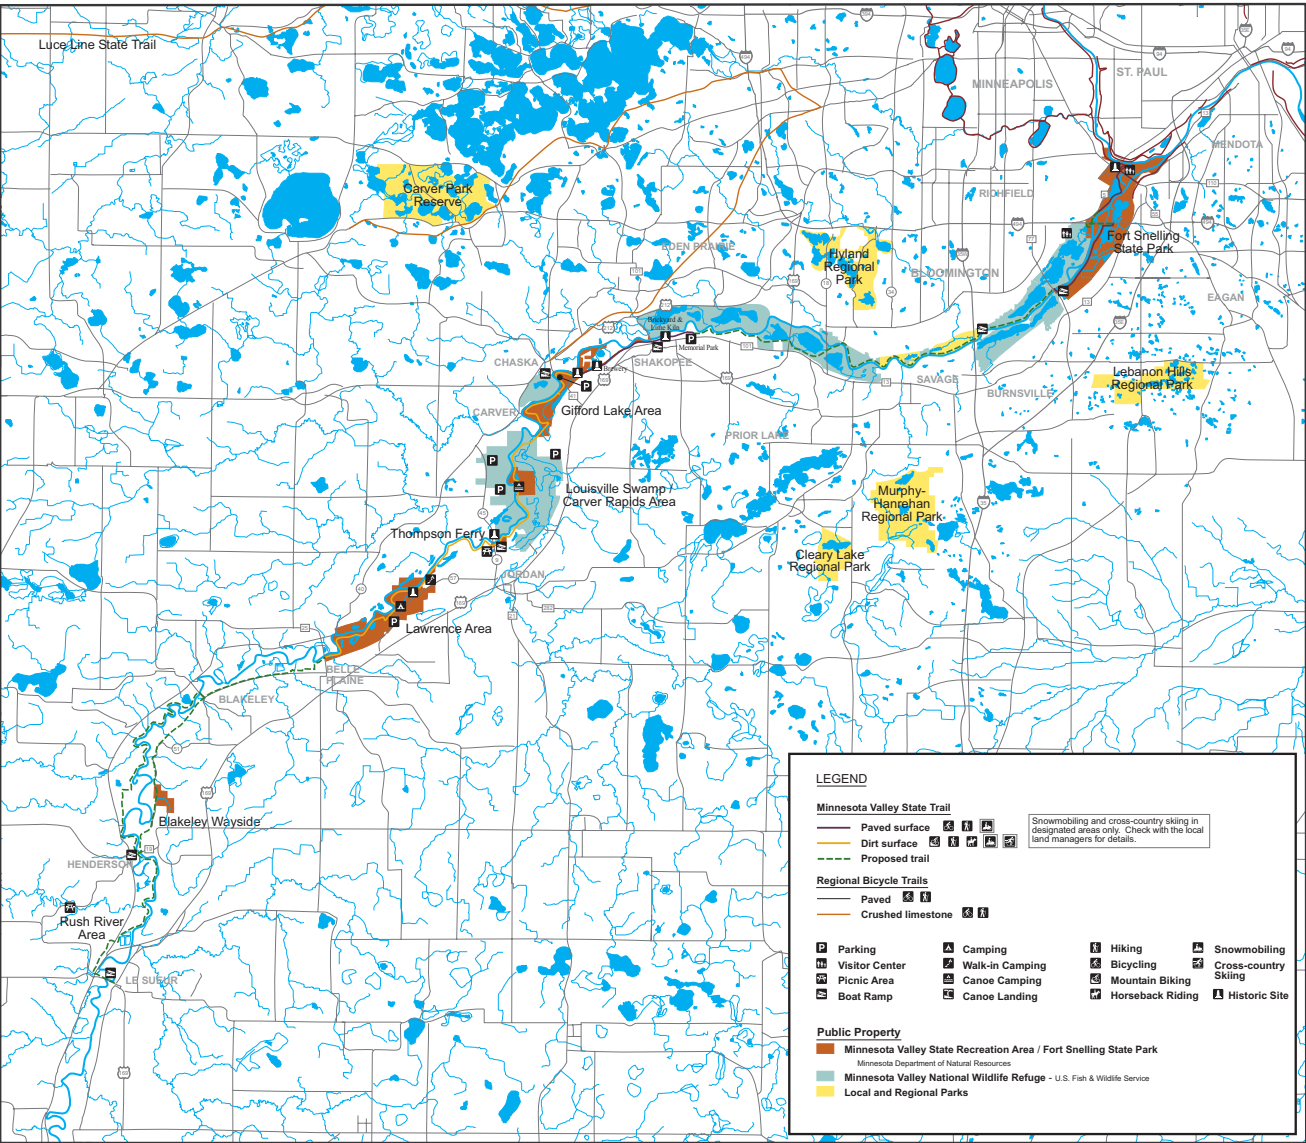 Luce Line State Trail
MINNEAPOLIS
ST. PAUL
MENDOTA
Carver Park
Reserve
RICHFIELD
EDEN PRAIRIE
Hyland
Regional
Park
BLOOMINGTON
Fort Snelling
State Park
EAGAN
Brickyard &
Lime Kiln
Memorial Park
SHAKOPEE
Brewery
CHASKA
SAVAGE
BURNSVILLE
Lebanon Hills
Regional Park
CARVER
Gifford Lake Area
PRIOR LAKE
Louisville Swamp /
Carver Rapids Area
Murphy-
Hanrehan
Regional Park
Thompson Ferry
Cleary Lake
Regional Park
JORDAN
Lawrence Area
BELLE
PLAINE
BLAKELEY
Blakeley Wayside
HENDERSON
Rush River
Area
LE SUEUR
LEGEND
Minnesota Valley State Trail
Paved surface
Dirt surface
Proposed trail
Snowmobiling and cross-country skiing in
designated areas only. Check with the local
land managers for details.
Regional Bicycle Trails
Paved
Crushed limestone
P Parking
Visitor Center
Picnic Area
Boat Ramp
Camping
Walk-in Camping
Canoe Camping
Canoe Landing
Hiking
Bicycling
Mountain Biking
Horseback Riding
Snowmobiling
Cross-country
Skiing
Historic Site
Public Property
Minnesota Valley State Recreation Area / Fort Snelling State Park
Minnesota Department of Natural Resources
Minnesota Valley National Wildlife Refuge - U.S. Fish & Wildlife Service
Local and Regional Parks